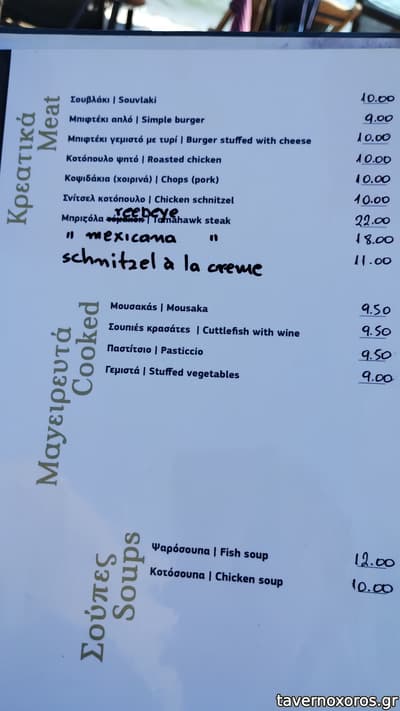 Κρεατικά
Meat
Σουβλάκι | Souvlaki 10.00
Μπιφτέκι απλό | Simple burger 9.00
Μπιφτέκι γεμιστό με τυρί | Burger stuffed with cheese 10.00
Κοτόπουλο ψητό | Roasted chicken 10.00
Κοψιδάκια (χοιρινά) | Chops (pork) 10.00
Σνίτσελ κοτόπουλο | Chicken schnitzel 10.00
reebeye
Μπριζόλα | Tomahawk steak 22.00
" mexicana " 18.00
schnitzel à la creme 11.00
Μαγειρευτά
Cooked
Μουσακάς | Mousaka 9.50
Σουπιές κρασάτες | Cuttlefish with wine 9.50
Παστίτσιο | Pasticcio 9.50
Γεμιστά | Stuffed vegetables 9.00
Σούπες
Soups
Ψαρόσουπα | Fish soup 12.00
Κοτόσουπα | Chicken soup 10.00
tavernoxoros.gr